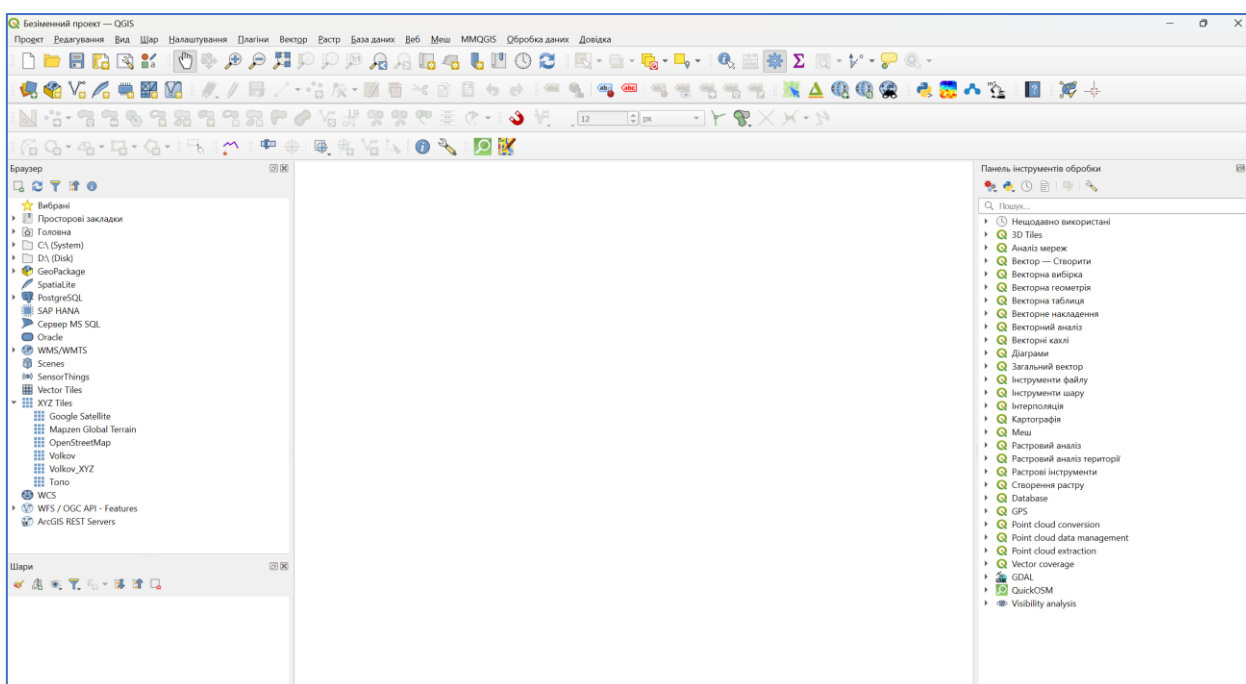 Безіменний проект — QGIS
Проект Редагування Вид Шар Налаштування Плагіни Вектор Растр База даних Веб Меш MMQGIS Обробка даних Довідка
abc
12 px
Браузер
Вибрані
Просторові закладки
Головна
C:\ (System)
D:\ (Disk)
GeoPackage
SpatiaLite
PostgreSQL
SAP HANA
Сервер MS SQL
Oracle
WMS/WMTS
Scenes
SensorThings
Vector Tiles
XYZ Tiles
Google Satellite
Mapzen Global Terrain
OpenStreetMap
Volkov
Volkov_XYZ
Топо
WCS
WFS / OGC API - Features
ArcGIS REST Servers
Шари
Панель інструментів обробки
Пошук...
Нещодавно використані
3D Tiles
Аналіз мереж
Вектор — Створити
Векторна вибірка
Векторна геометрія
Векторна таблиця
Векторне накладення
Векторний аналіз
Векторні кахлі
Діаграми
Загальний вектор
Інструменти файлу
Інструменти шару
Інтерполяція
Картографія
Меш
Растровий аналіз
Растровий аналіз території
Растрові інструменти
Створення растру
Database
GPS
Point cloud conversion
Point cloud data management
Point cloud extraction
Vector coverage
GDAL
QuickOSM
Visibility analysis